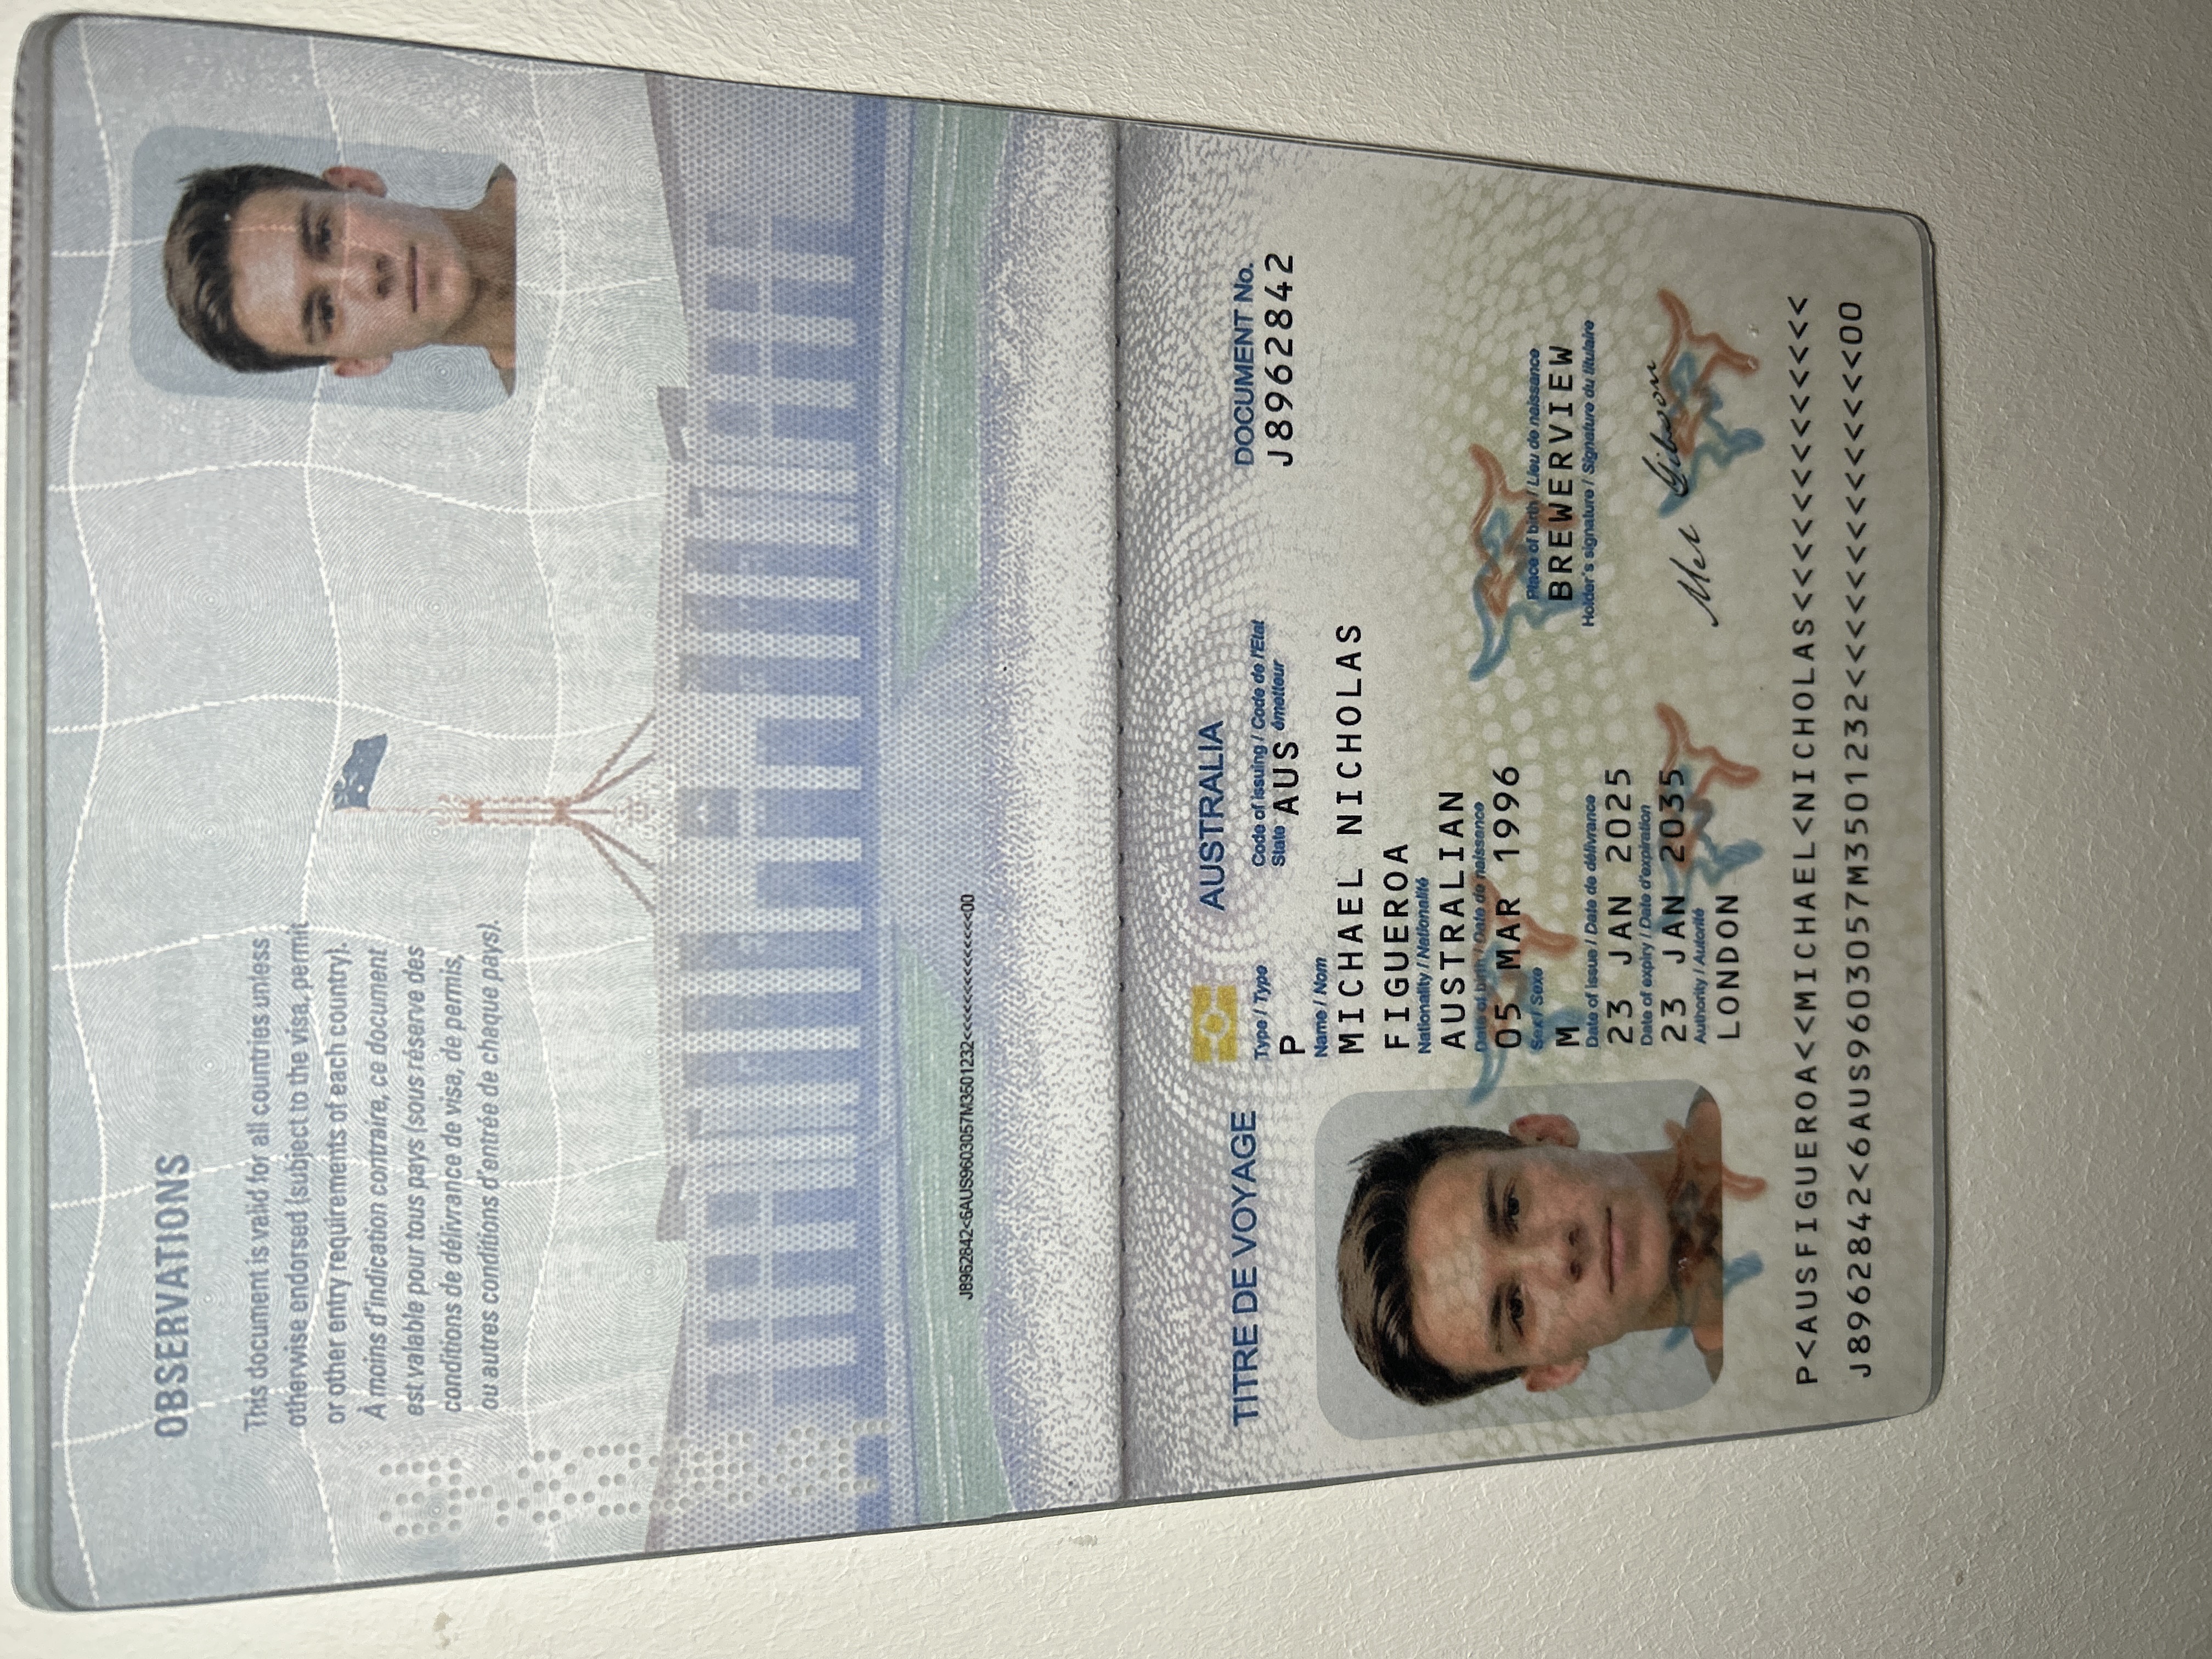 OBSERVATIONS
This document is valid for all countries unless
otherwise endorsed (subject to the visa, permit
or other entry requirements of each country).
À moins d'indication contraire, ce document
est valable pour tous pays (sous réserve des
conditions de délivrance de visa, de permis,
ou autres conditions d'entrée de chaque pays).
J8962842<6AUS9603057M3501232<<<<<<<<<<<<<<00
TITRE DE VOYAGE
AUSTRALIA
DOCUMENT No.
J8962842
Type / Type
P
Code of issuing / Code de l'Etat
State AUS émetteur
Name / Nom
MICHAEL NICHOLAS
FIGUEROA
Nationality / Nationalité
AUSTRALIAN
Date of birth / Date de naissance
05 MAR 1996
Sex / Sexe
M
Place of birth / Lieu de naissance
BREWERVIEW
Date of issue / Date de délivrance
23 JAN 2025
Holder's signature / Signature du titulaire
Date of expiry / Date d'expiration
23 JAN 2035
Mel Gibson
Authority / Autorité
LONDON
P<AUSFIGUEROA<<MICHAEL<NICHOLAS<<<<<<<<<<<<<
J8962842<6AUS9603057M3501232<<<<<<<<<<<<<<00